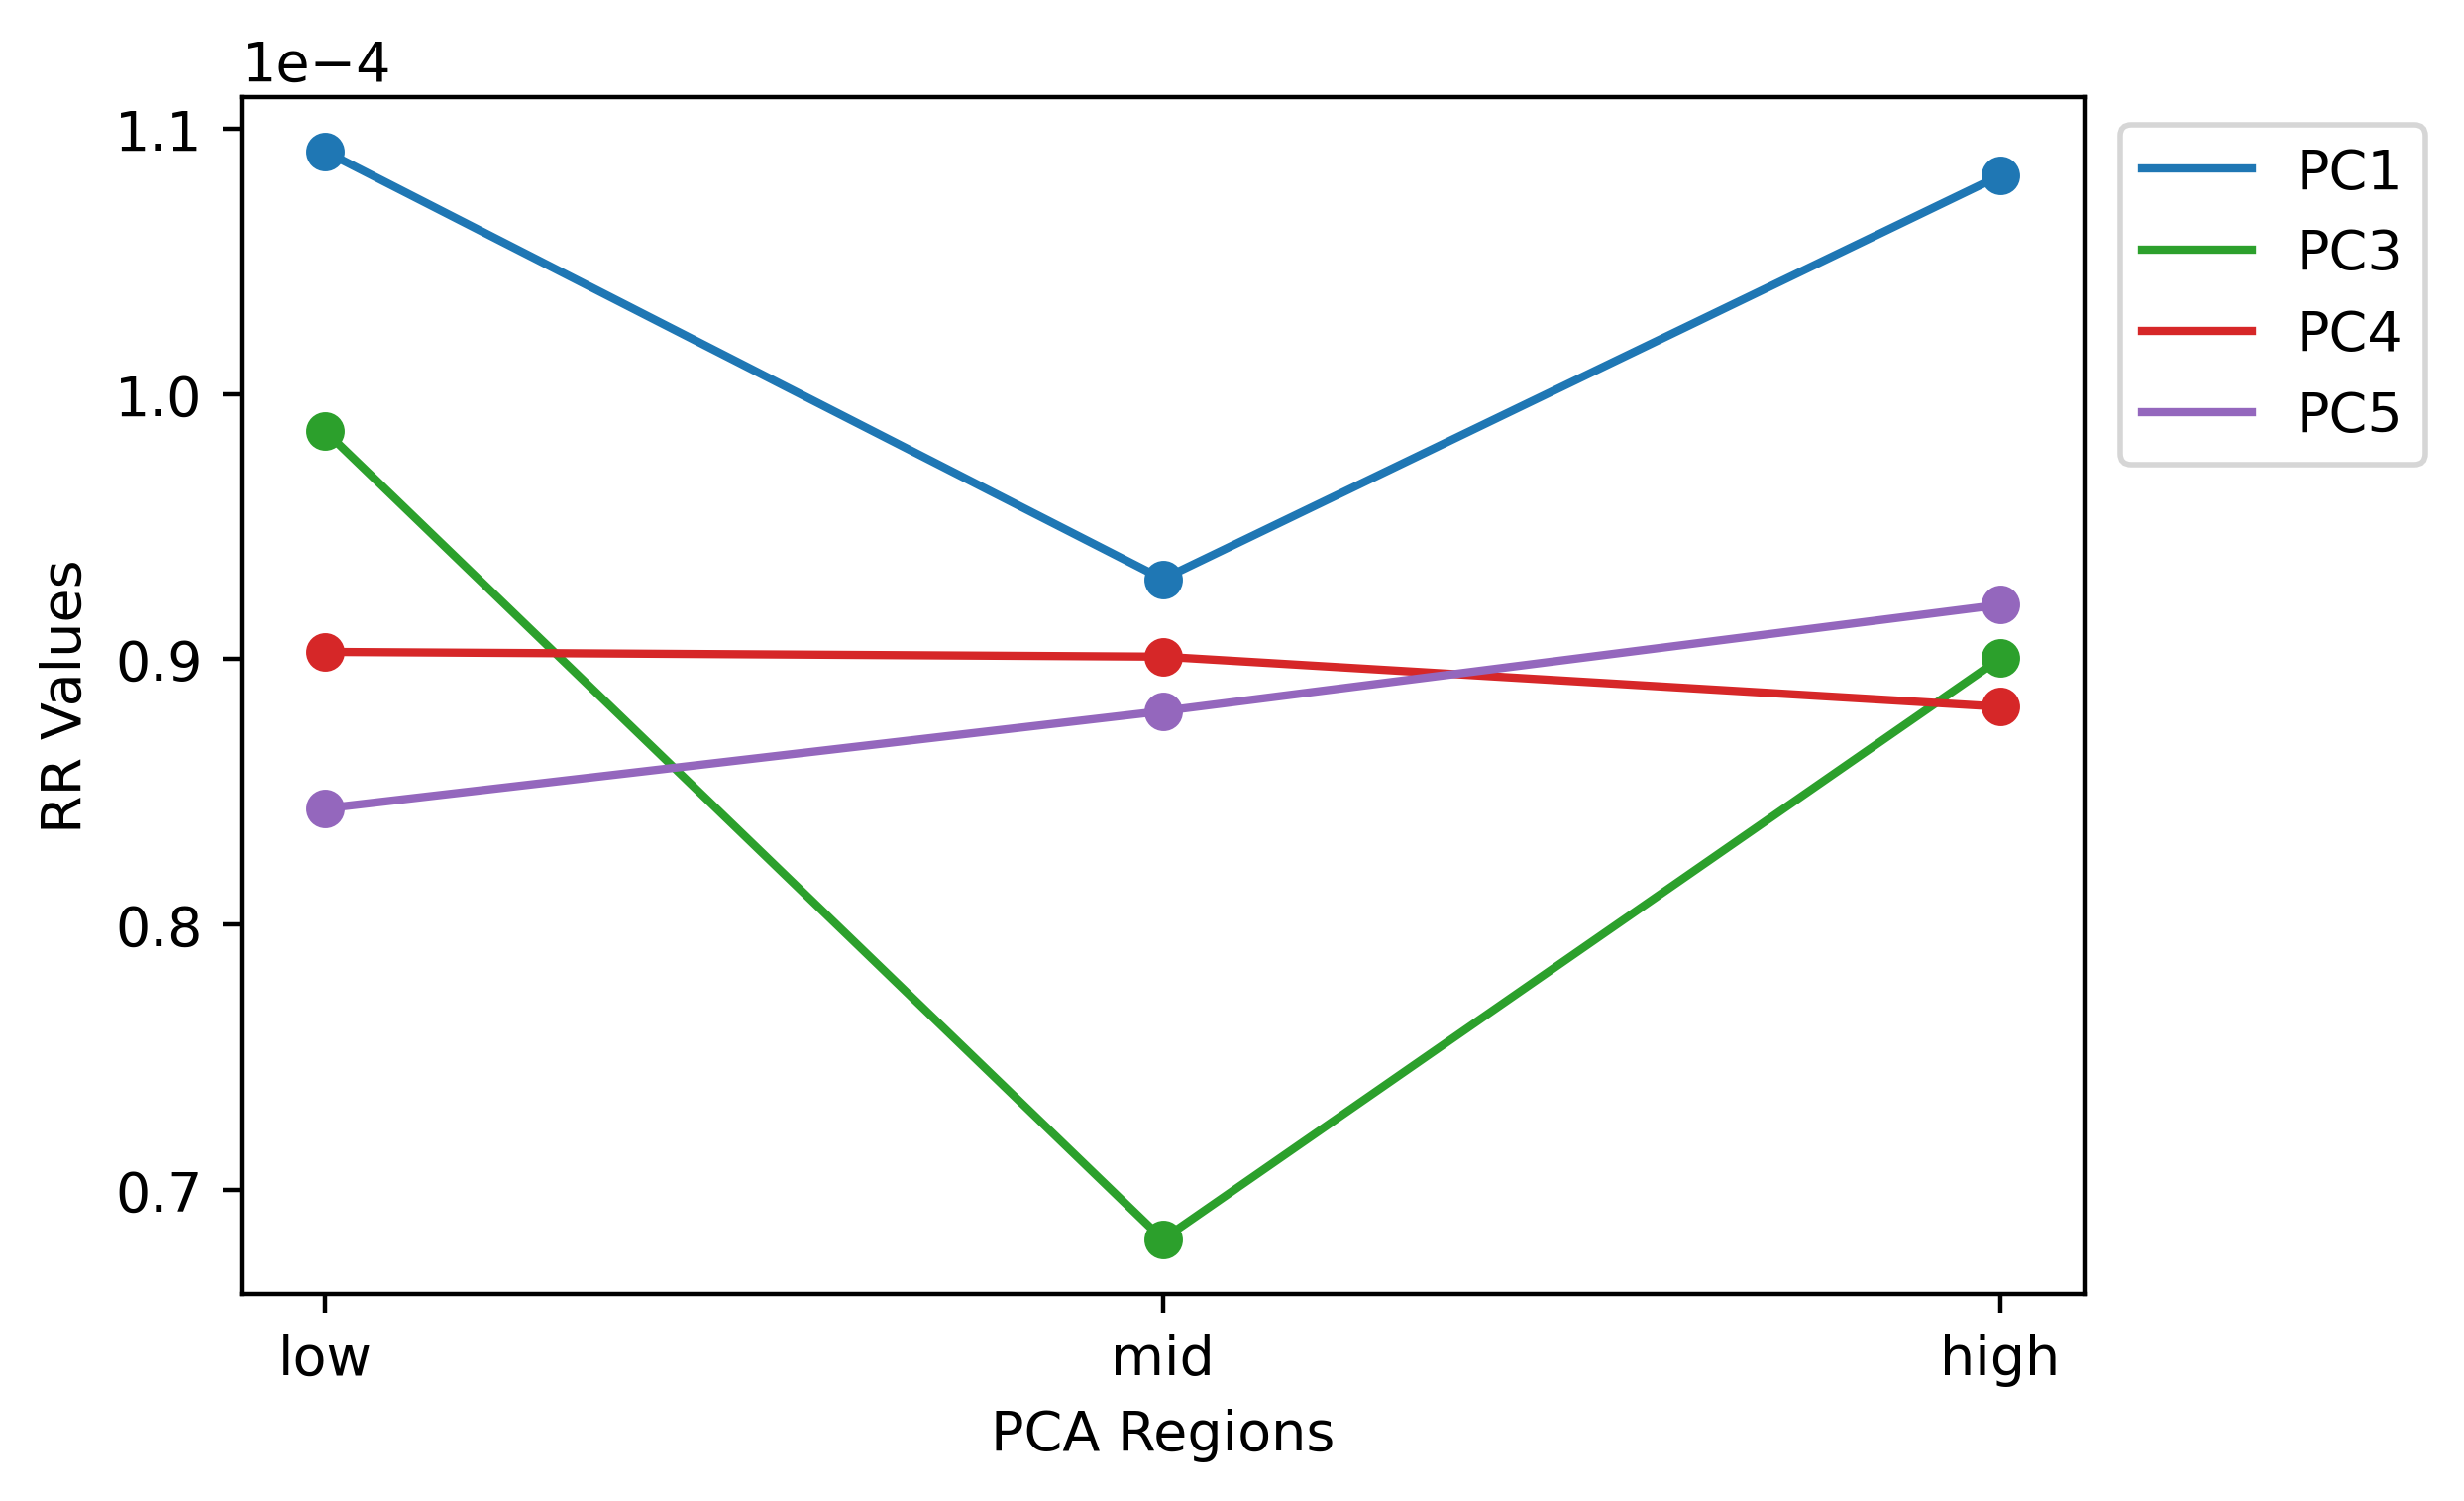 1e−4
1.1
1.0
0.9
0.8
0.7
RR Values
low mid high
PCA Regions
PC1
PC3
PC4
PC5